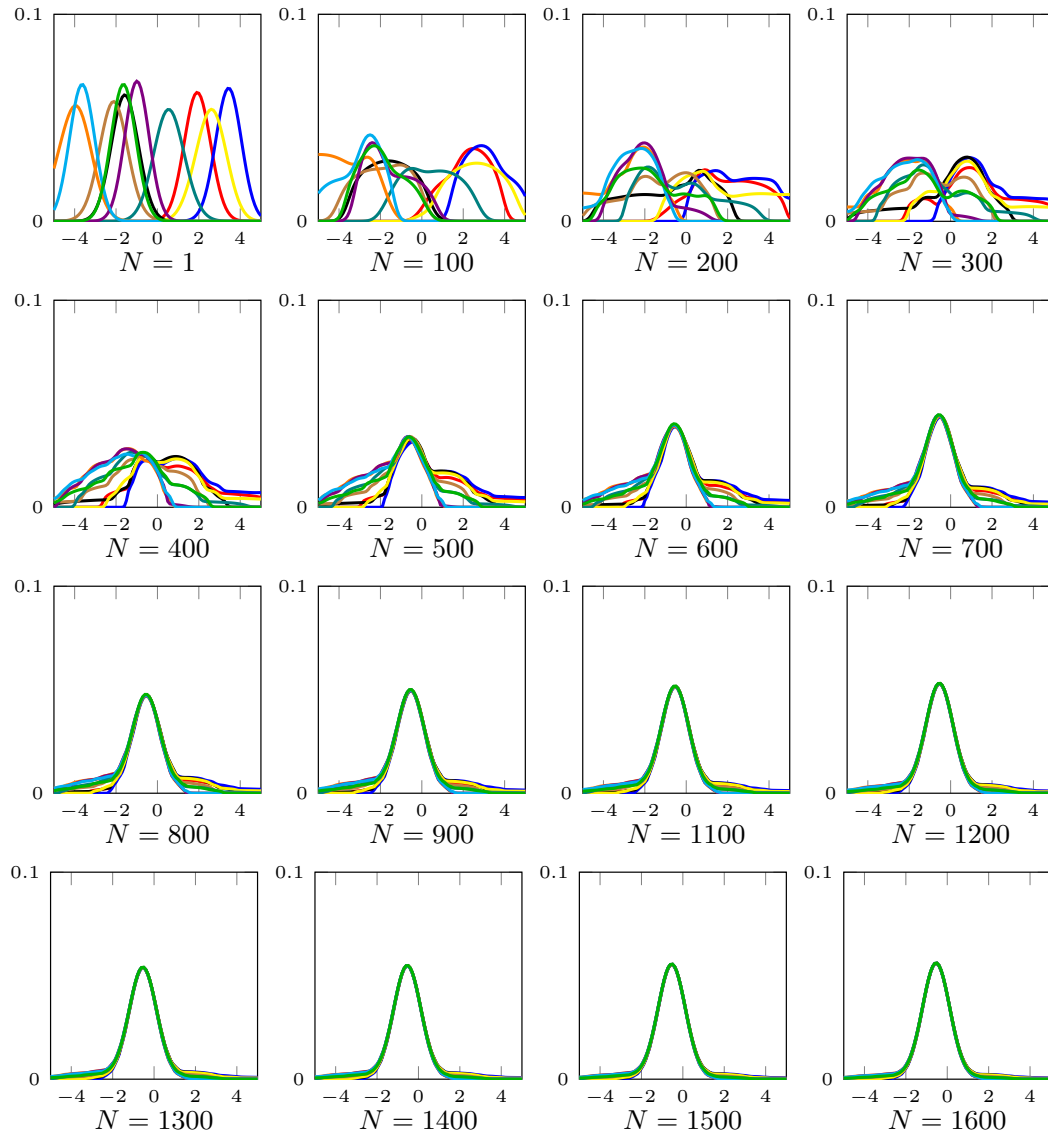 0.1 0.1 0.1 0.1
0 0 0 0
−4 −2 0 2 4 −4 −2 0 2 4 −4 −2 0 2 4 −4 −2 0 2 4
N = 1 N = 100 N = 200 N = 300
0.1 0.1 0.1 0.1
0 0 0 0
−4 −2 0 2 4 −4 −2 0 2 4 −4 −2 0 2 4 −4 −2 0 2 4
N = 400 N = 500 N = 600 N = 700
0.1 0.1 0.1 0.1
0 0 0 0
−4 −2 0 2 4 −4 −2 0 2 4 −4 −2 0 2 4 −4 −2 0 2 4
N = 800 N = 900 N = 1100 N = 1200
0.1 0.1 0.1 0.1
0 0 0 0
−4 −2 0 2 4 −4 −2 0 2 4 −4 −2 0 2 4 −4 −2 0 2 4
N = 1300 N = 1400 N = 1500 N = 1600